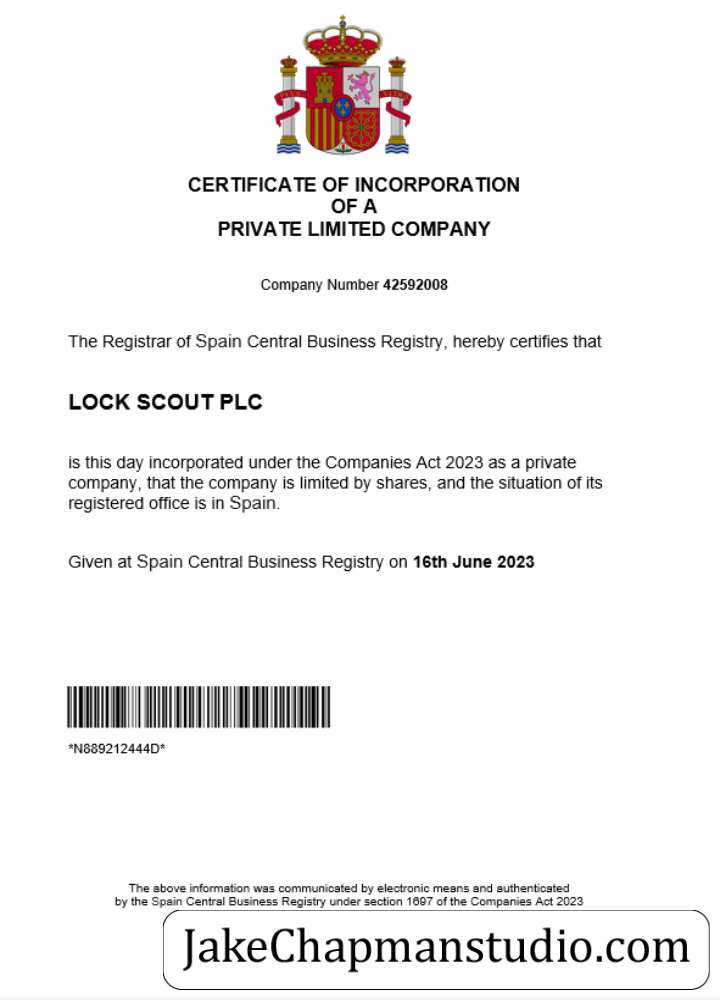 CERTIFICATE OF INCORPORATION
OF A
PRIVATE LIMITED COMPANY
Company Number 42592008
The Registrar of Spain Central Business Registry, hereby certifies that
LOCK SCOUT PLC
is this day incorporated under the Companies Act 2023 as a private
company, that the company is limited by shares, and the situation of its
registered office is in Spain.
Given at Spain Central Business Registry on 16th June 2023
*N889212444D*
The above information was communicated by electronic means and authenticated
by the Spain Central Business Registry under section 1697 of the Companies Act 2023
JakeChapmanstudio.com